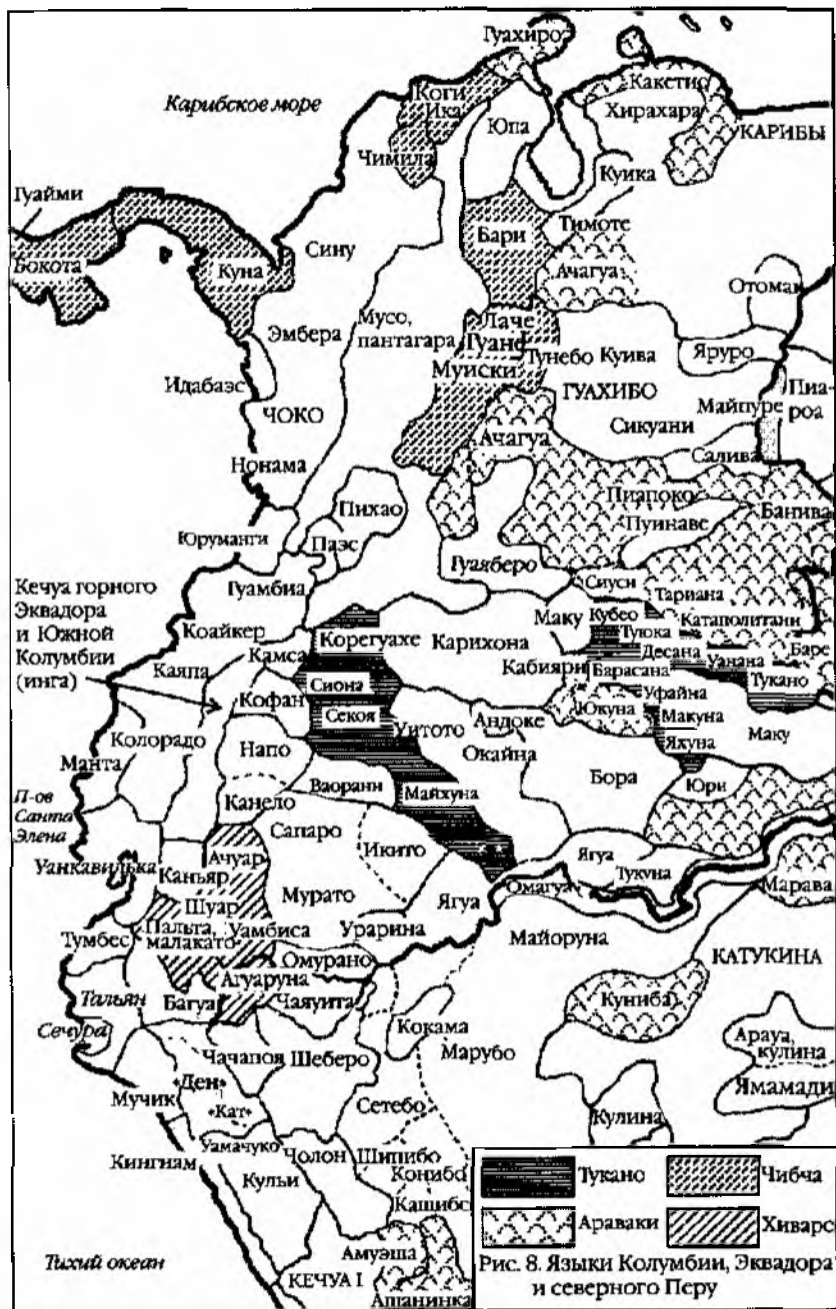 Гуахиро
Какетио
Коги
Ика
Карибское море
Хирахара
Юпа
КАРИБЫ
Чимила
Куика
Гуайми
Бари
Тимоте
Сину
Бокота
Куна
Ачагуа
Отомак
Мусо,
пантагара
Лаче
Гуане
Эмбера
Тунебо
Куива
Яруро
Муиски
Идабаэс
ГУАХИБО
Майпуре
Пиа-
роа
ЧОКО
Сикуани
Ачагуа
Салива
Нонама
Пиапоко
Пихао
Банива
Пуинаве
Юруманги
Паэс
Гуаяберо
Кечуа горного
Эквадора
и Южной
Колумбии
(инга)
Гуамбиа
Сиуси
Тариана
Маку
Кубео
Катаполитани
Коайкер
Корегуахе
Карихона
Туюка
Десана
Камса
Кабияри
Уанана
Баре
Каяпа
Барасана
Сиона
Тукано
Кофан
Уфайна
Юкуна
Секоя
Макуна
Уитото
Андоке
Маку
Колорадо
Напо
Окайна
Яхуна
Манта
Ваорани
Бора
П-ов
Санта
Элена
Майхуна
Юри
Канело
Сапаро
Икито
Ачуар
Уанкавилька
Каньяр
Ягуа
Тукуна
Шуар
Мурато
Ягуа
Омагуа
Марава
Пальта,
малакато
Уамбиса
Урарина
Тумбес
Майоруна
Омурано
КАТУКИНА
Агуаруна
Тальян
Багуа
Чаяуита
Куниба
Сечура
Кокама
Арауа,
кулина
Чачапоя
Шеберо
Марубо
«Ден»
Ямамади
Мучик
«Кат»
Сетебо
Кулина
Уамачуко
Кингнам
Чолон
Шипибо
Кульи
Конибо
Кашибо
Тукано
Чибча
Араваки
Хиваро
Амуэша
Рис. 8. Языки Колумбии, Эквадора
и северного Перу
Тихий океан
КЕЧУА I
Ашанинка